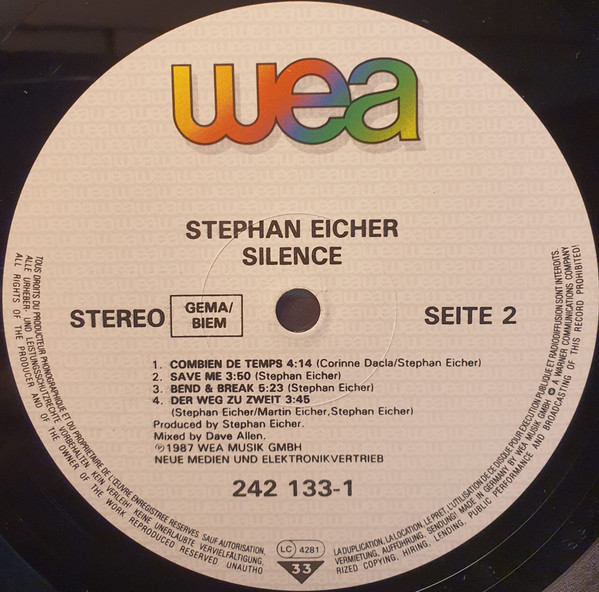 wea
STEPHAN EICHER
SILENCE
STEREO
GEMA/
BIEM
SEITE 2
1. COMBIEN DE TEMPS 4:14 (Corinne Dacla/Stephan Eicher)
2. SAVE ME 3:50 (Stephan Eicher)
3. BEND & BREAK 5:23 (Stephan Eicher)
4. DER WEG ZU ZWEIT 3:45
(Stephan Eicher/Martin Eicher,Stephan Eicher)
Produced by Stephan Eicher.
Mixed by Dave Allen.
℗1987 WEA MUSIK GMBH
NEUE MEDIEN UND ELEKTRONIKVERTRIEB
242 133-1
TOUS DROITS DU PRODUCTEUR PHONOGRAPHIQUE ET DU PROPRIETAIRE DE L'ŒUVRE ENREGISTREE RESERVES SAUF AUTORISATION,
LA DUPLICATION, LA LOCATION, LE PRET, L'UTILISATION DE CE DISQUE POUR EXECUTION PUBLIQUE ET RADIODIFFUSION SONT INTERDITS.
ALLE URHEBER- UND LEISTUNGSSCHUTZRECHTE VORBEHALTEN. KEIN VERLEIH! KEINE UNERLAUBTE VERVIELFÄLTIGUNG,
VERMIETUNG, AUFFÜHRUNG, SENDUNG! MADE IN GERMANY BY WEA MUSIK GMBH A WARNER COMMUNICATIONS COMPANY
ALL RIGHTS OF THE PRODUCER AND OF THE OWNER OF THE WORK REPRODUCED RESERVED UNAUTHO
RIZED COPYING, HIRING, LENDING, PUBLIC PERFORMANCE AND BROADCASTING OF THIS RECORD PROHIBITED!
LC 4281
33